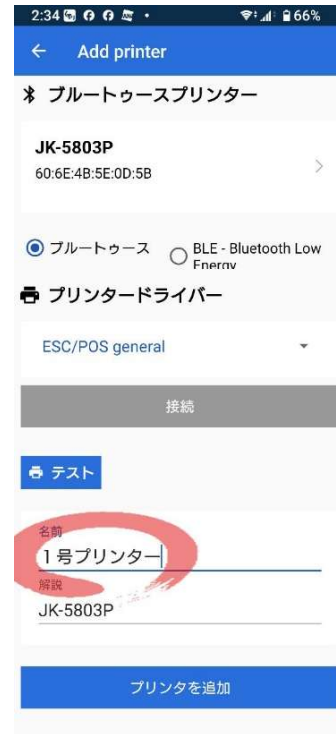 2:34
66%
Add printer
ブルートゥースプリンター
JK-5803P
60:6E:4B:5E:0D:5B
ブルートゥース
BLE - Bluetooth Low
Energy
プリンタードライバー
ESC/POS general
接続
テスト
名前
１号プリンター
解説
JK-5803P
プリンタを追加